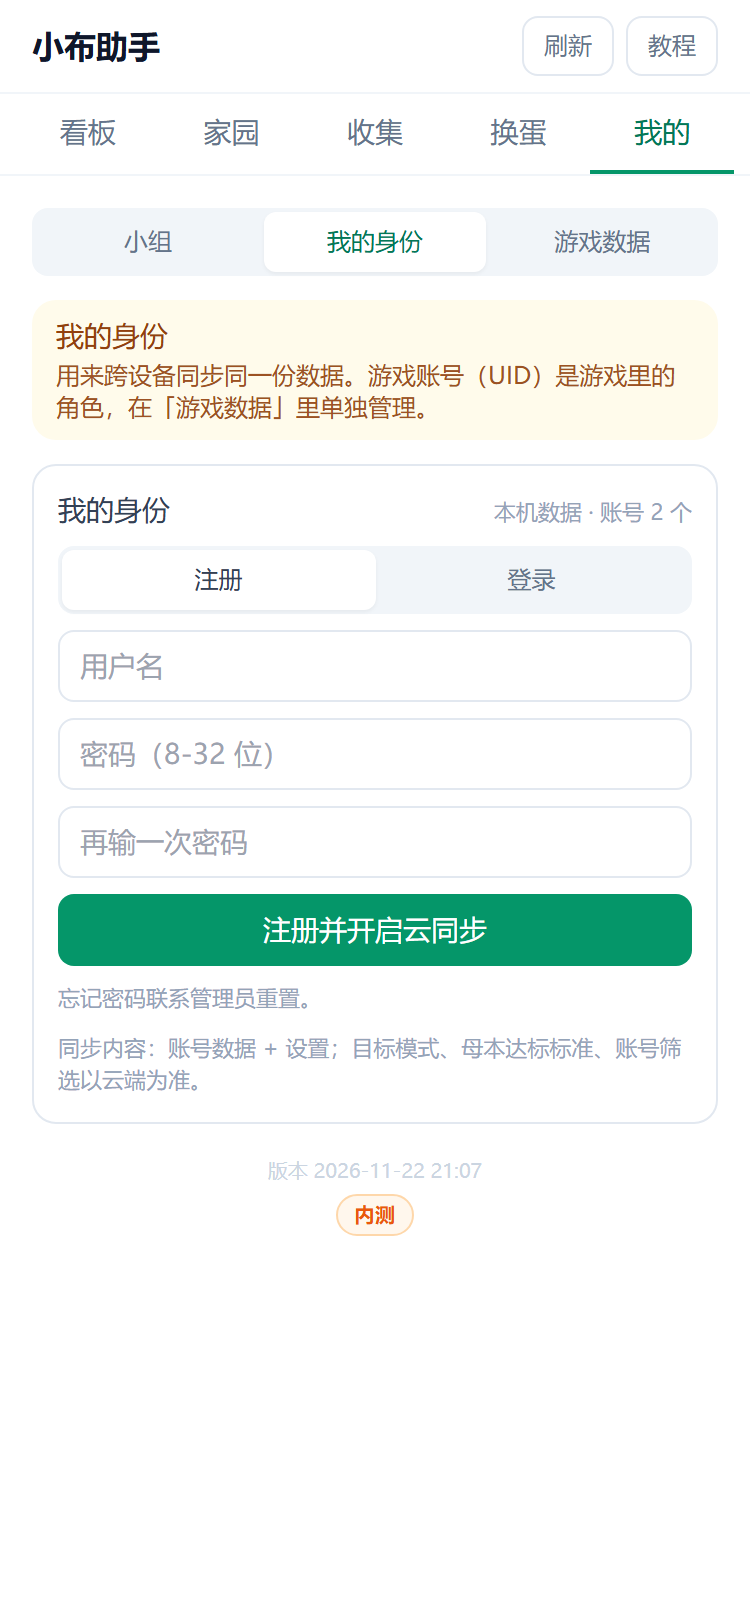 小布助手
刷新
教程
看板
家园
收集
换蛋
我的
小组
我的身份
游戏数据
我的身份
用来跨设备同步同一份数据。游戏账号（UID）是游戏里的
角色，在「游戏数据」里单独管理。
我的身份
本机数据 · 账号 2 个
注册
登录
用户名
密码（8-32 位）
再输一次密码
注册并开启云同步
忘记密码联系管理员重置。
同步内容：账号数据 + 设置；目标模式、母本达标标准、账号筛
选以云端为准。
版本 2026-11-22 21:07
内测